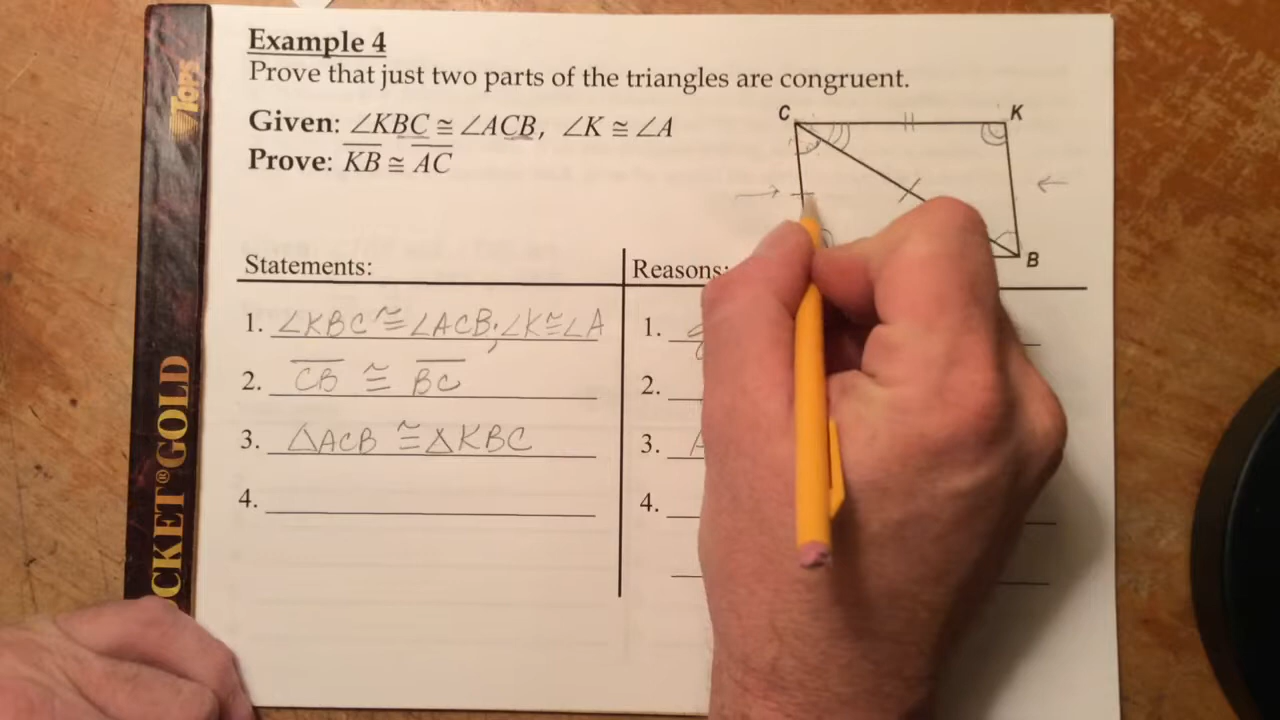 Example 4
Prove that just two parts of the triangles are congruent.
Given: ∠KBC ≅ ∠ACB, ∠K ≅ ∠A
Prove: KB ≅ AC
C
K
B
Statements:
Reasons:
1. ∠KBC ≅ ∠ACB; ∠K ≅ ∠A
1.
2. CB ≅ BC
2.
3. △ACB ≅ △KBC
3.
4.
4.
TOPS
OCKET®GOLD